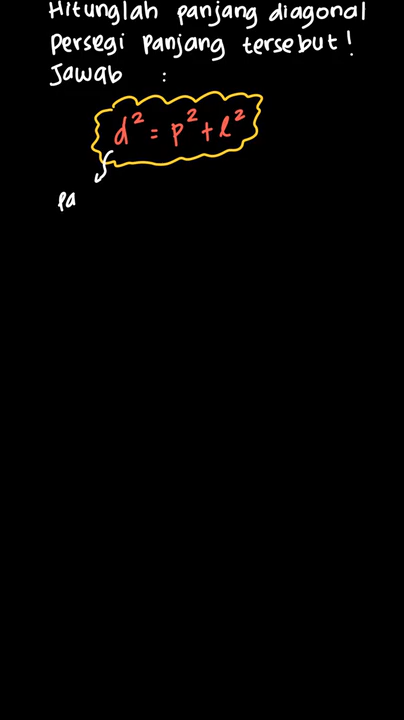 Hitunglah panjang diagonal
Persegi Panjang tersebut!
Jawab :
d² = p² + l²
pa